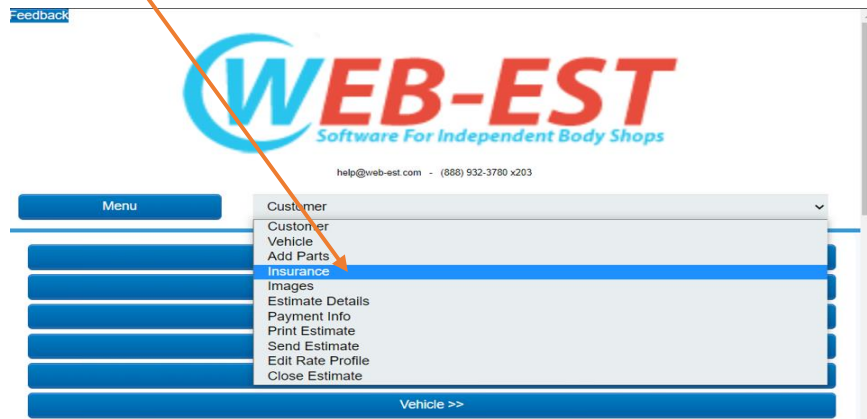 Feedback
WEB-EST
Software For Independent Body Shops
help@web-est.com - (888) 932-3780 x203
Menu
Customer
Customer
Vehicle
Add Parts
Insurance
Images
Estimate Details
Payment Info
Print Estimate
Send Estimate
Edit Rate Profile
Close Estimate
Vehicle >>